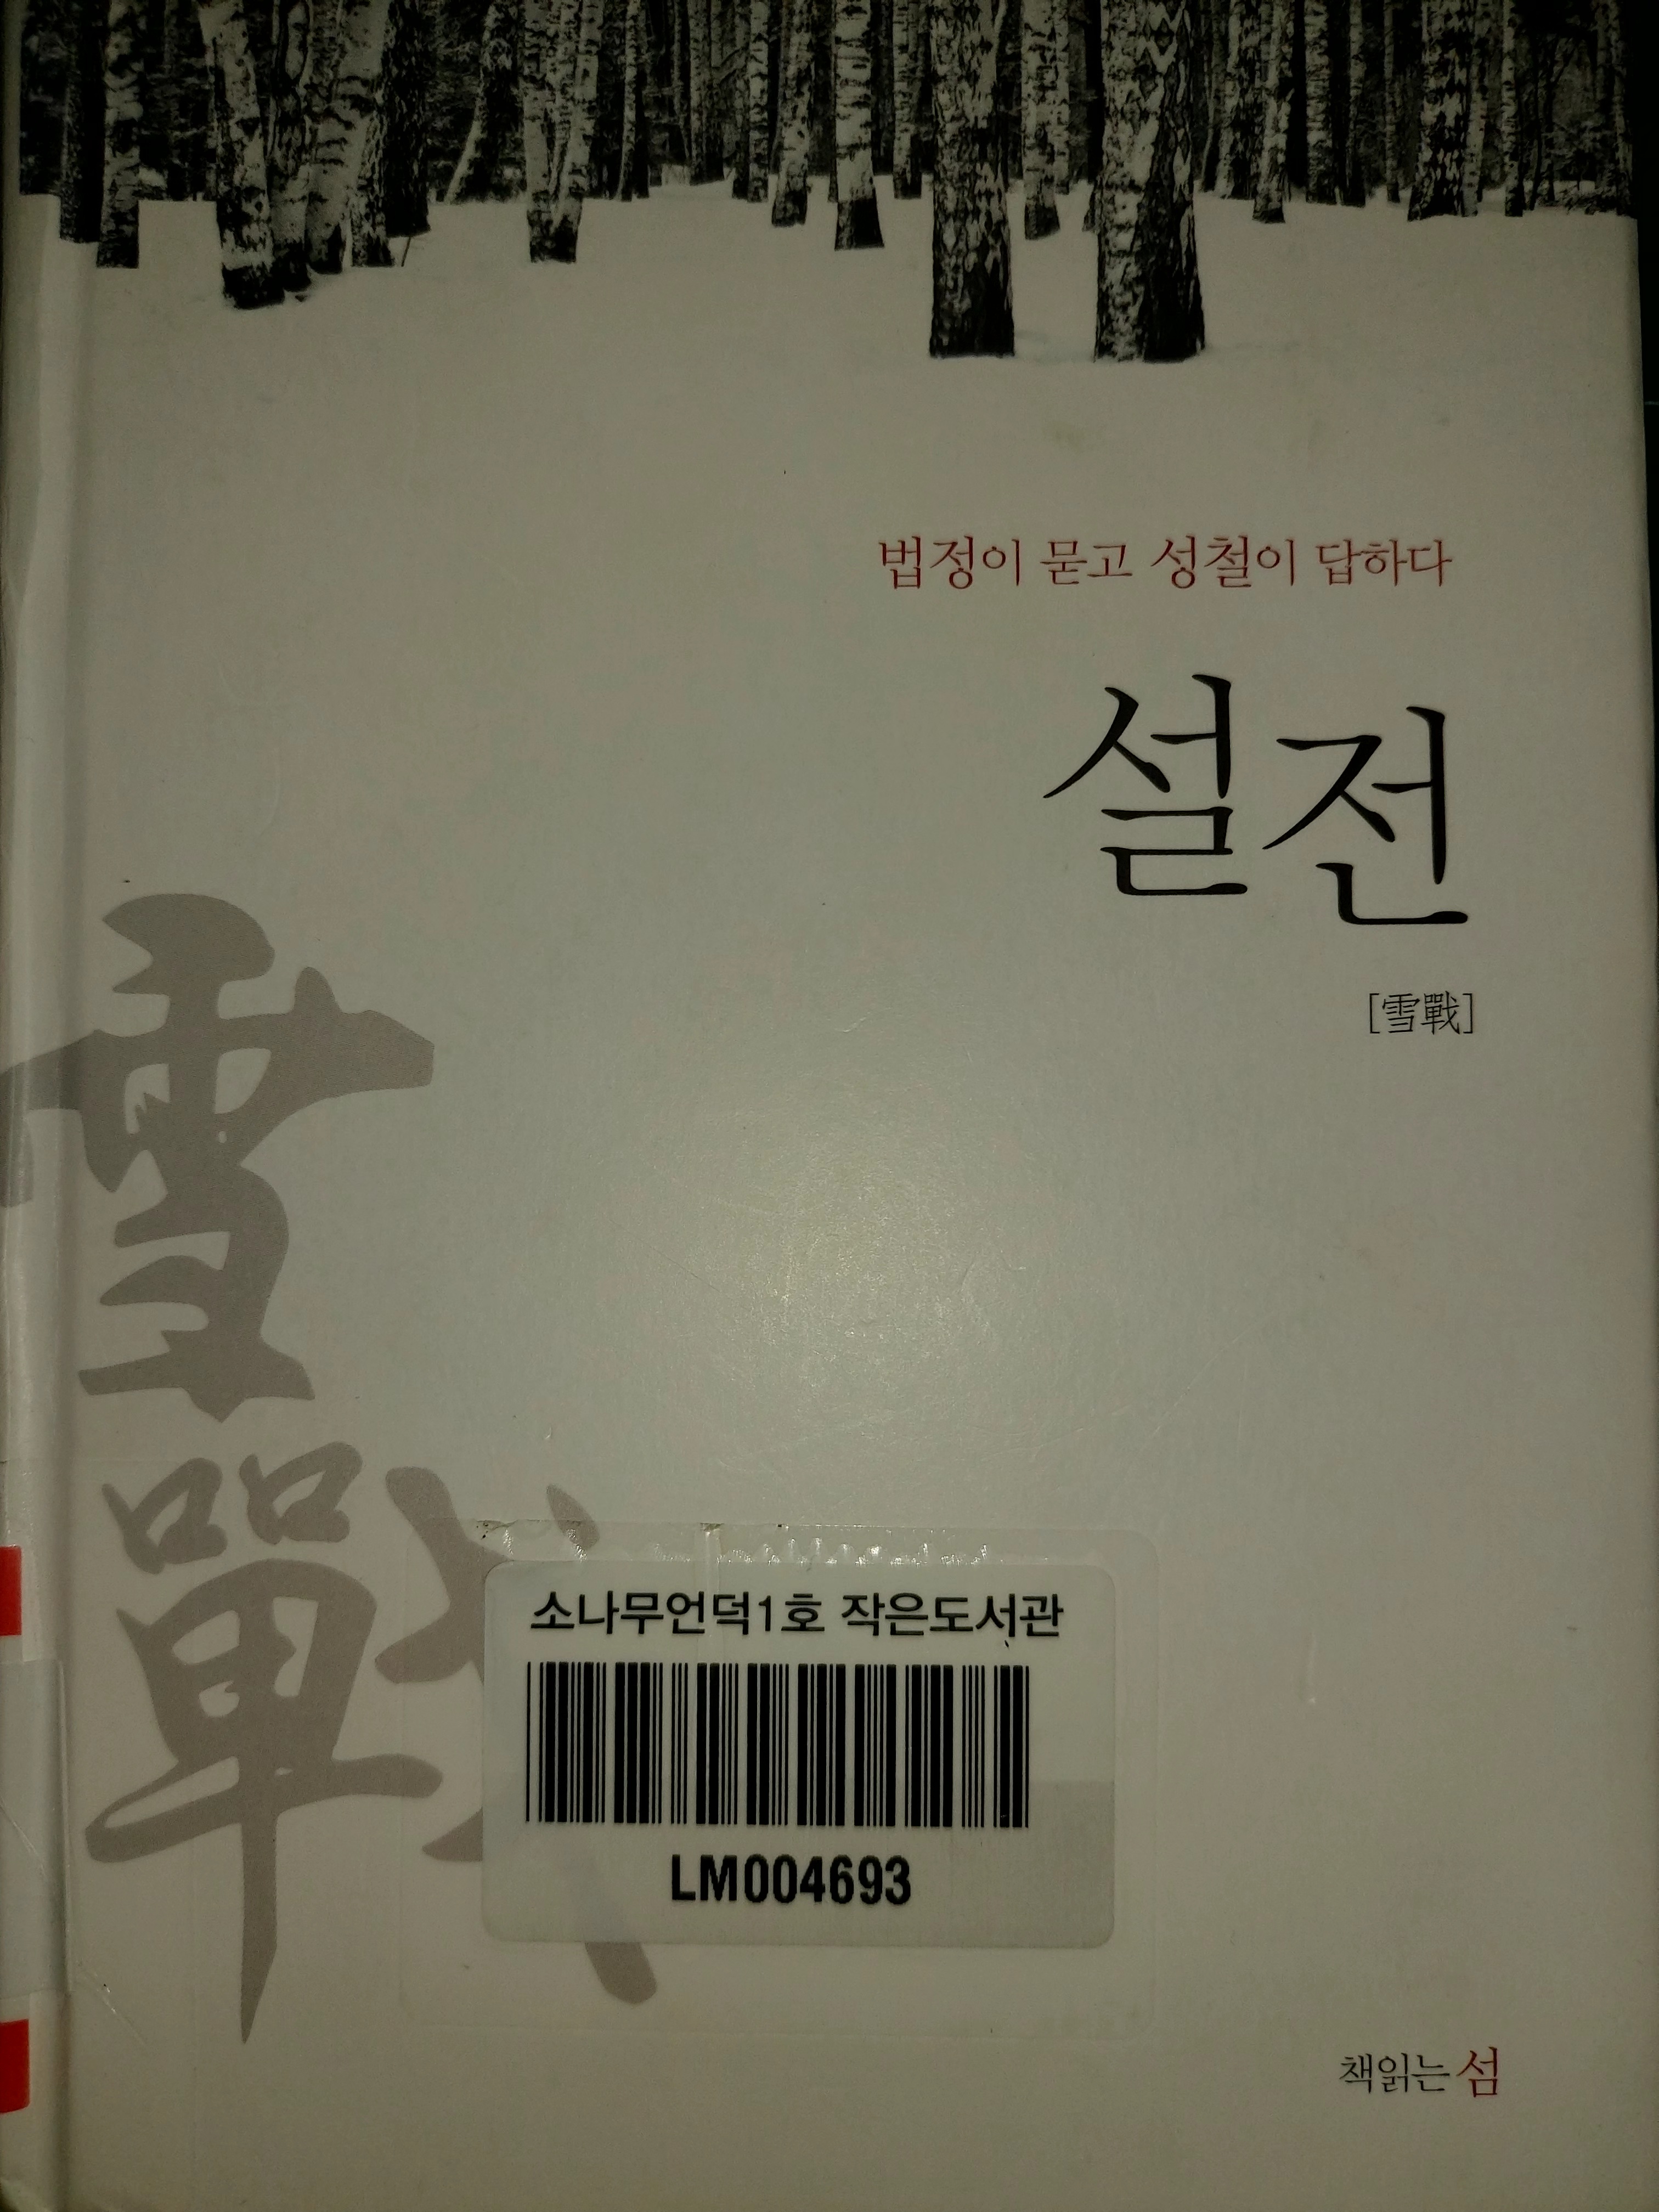 법정이 묻고 성철이 답하다
설전
[雪戰]
雪戰
소나무언덕1호 작은도서관
LM004693
책읽는섬